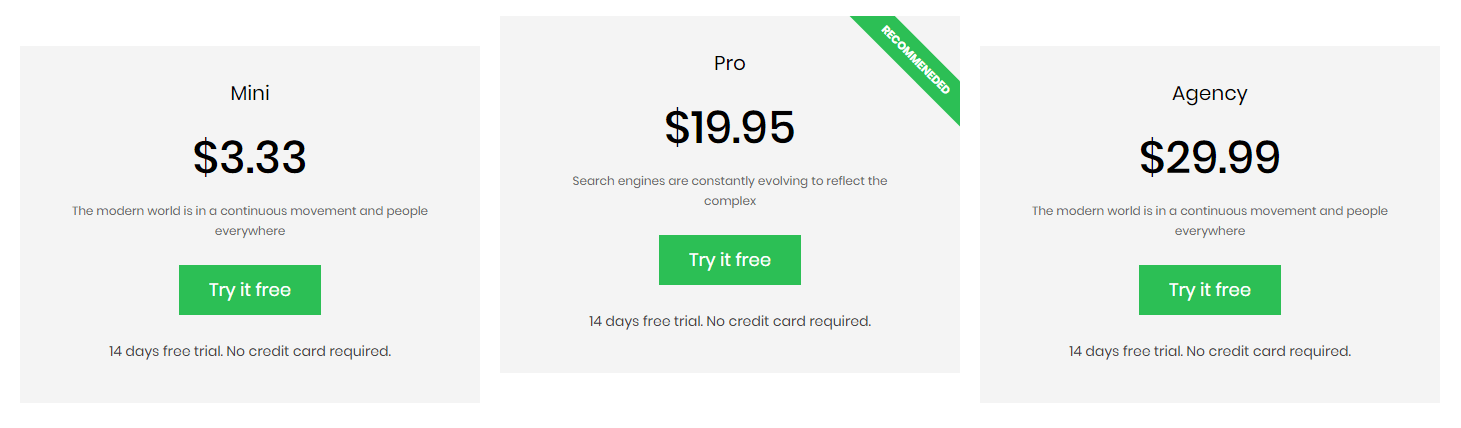 Mini
$3.33
The modern world is in a continuous movement and people
everywhere
Try it free
14 days free trial. No credit card required.
RECOMMENEDED
Pro
$19.95
Search engines are constantly evolving to reflect the
complex
Try it free
14 days free trial. No credit card required.
Agency
$29.99
The modern world is in a continuous movement and people
everywhere
Try it free
14 days free trial. No credit card required.